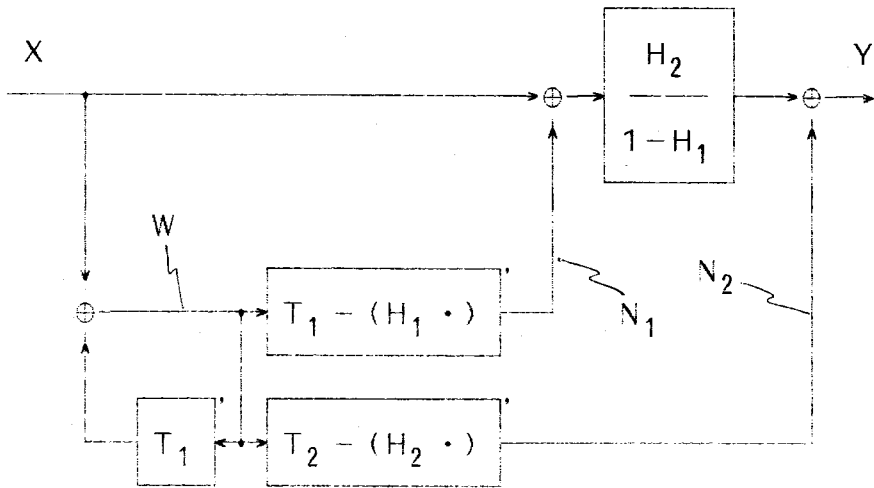 X
H₂
Y
1 – H₁
W
T₁ – (H₁ •)'
N₁
N₂
T₁'
T₂ – (H₂ •)'